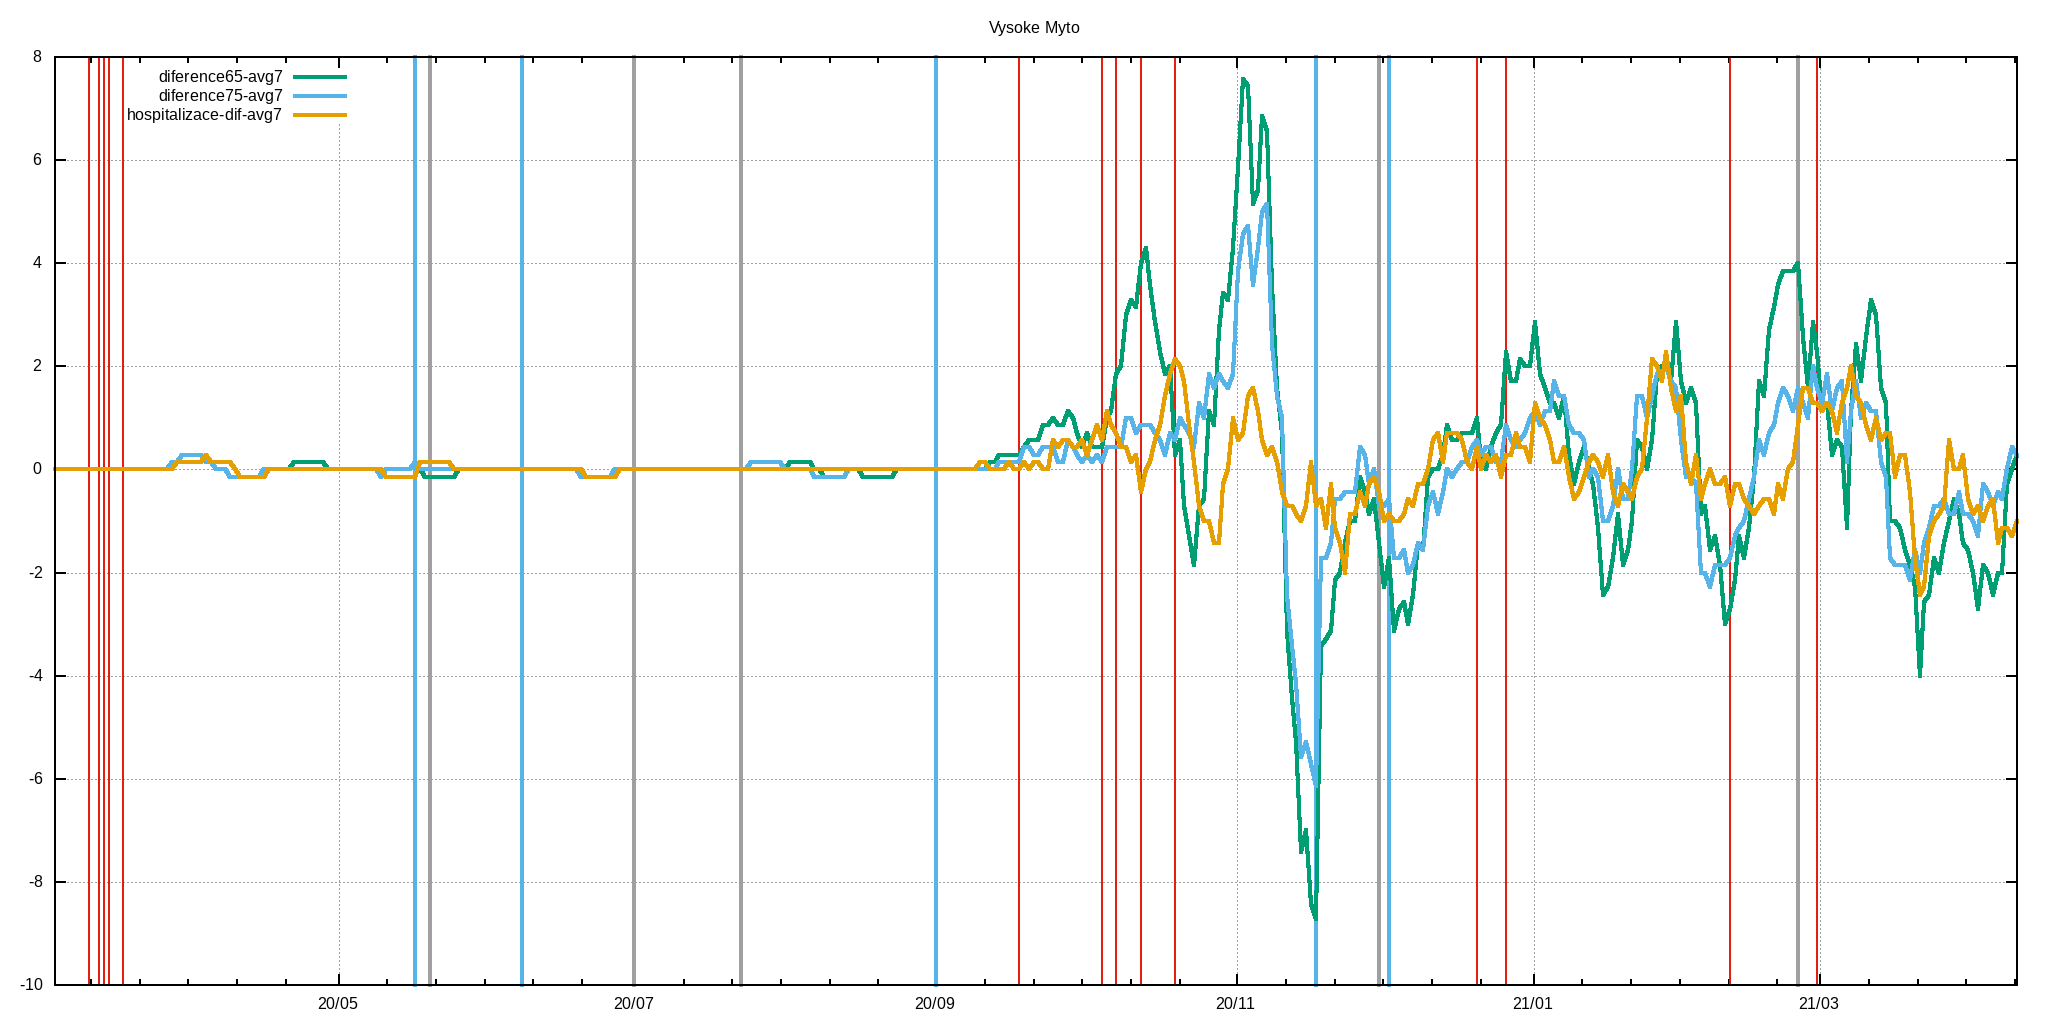 Vysoke Myto
diference65-avg7
diference75-avg7
hospitalizace-dif-avg7
8
6
4
2
0
-2
-4
-6
-8
-10
20/05 20/07 20/09 20/11 21/01 21/03